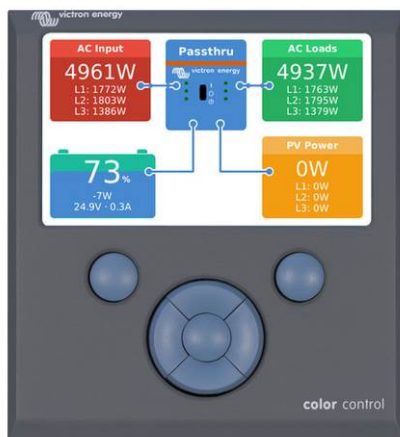 victron energy
AC Input
4961W
L1: 1772W
L2: 1803W
L3: 1386W
Passthru
victron energy
AC Loads
4937W
L1: 1763W
L2: 1795W
L3: 1379W
73%
-7W
24.9V · 0.3A
PV Power
0W
L1: 0W
L2: 0W
L3: 0W
color control